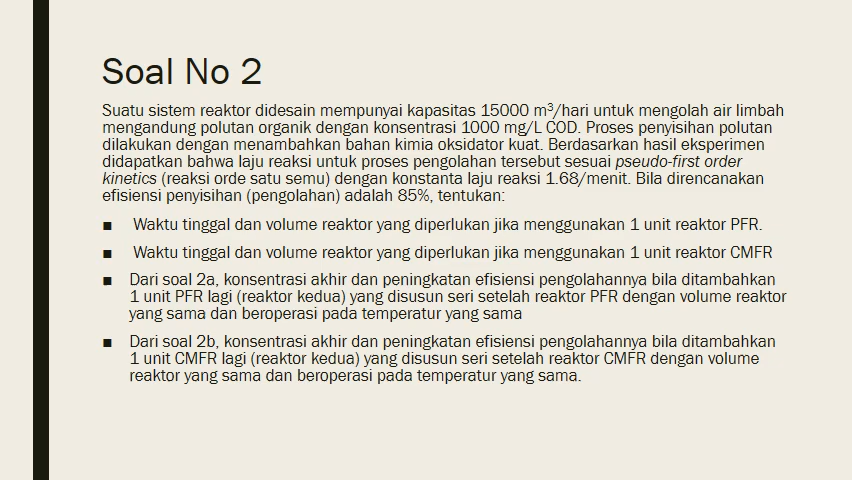 Soal No 2
Suatu sistem reaktor didesain mempunyai kapasitas 15000 m³/hari untuk mengolah air limbah
mengandung polutan organik dengan konsentrasi 1000 mg/L COD. Proses penyisihan polutan
dilakukan dengan menambahkan bahan kimia oksidator kuat. Berdasarkan hasil eksperimen
didapatkan bahwa laju reaksi untuk proses pengolahan tersebut sesuai pseudo-first order
kinetics (reaksi orde satu semu) dengan konstanta laju reaksi 1.68/menit. Bila direncanakan
efisiensi penyisihan (pengolahan) adalah 85%, tentukan:
■ Waktu tinggal dan volume reaktor yang diperlukan jika menggunakan 1 unit reaktor PFR.
■ Waktu tinggal dan volume reaktor yang diperlukan jika menggunakan 1 unit reaktor CMFR
■ Dari soal 2a, konsentrasi akhir dan peningkatan efisiensi pengolahannya bila ditambahkan
1 unit PFR lagi (reaktor kedua) yang disusun seri setelah reaktor PFR dengan volume reaktor
yang sama dan beroperasi pada temperatur yang sama
■ Dari soal 2b, konsentrasi akhir dan peningkatan efisiensi pengolahannya bila ditambahkan
1 unit CMFR lagi (reaktor kedua) yang disusun seri setelah reaktor CMFR dengan volume
reaktor yang sama dan beroperasi pada temperatur yang sama.